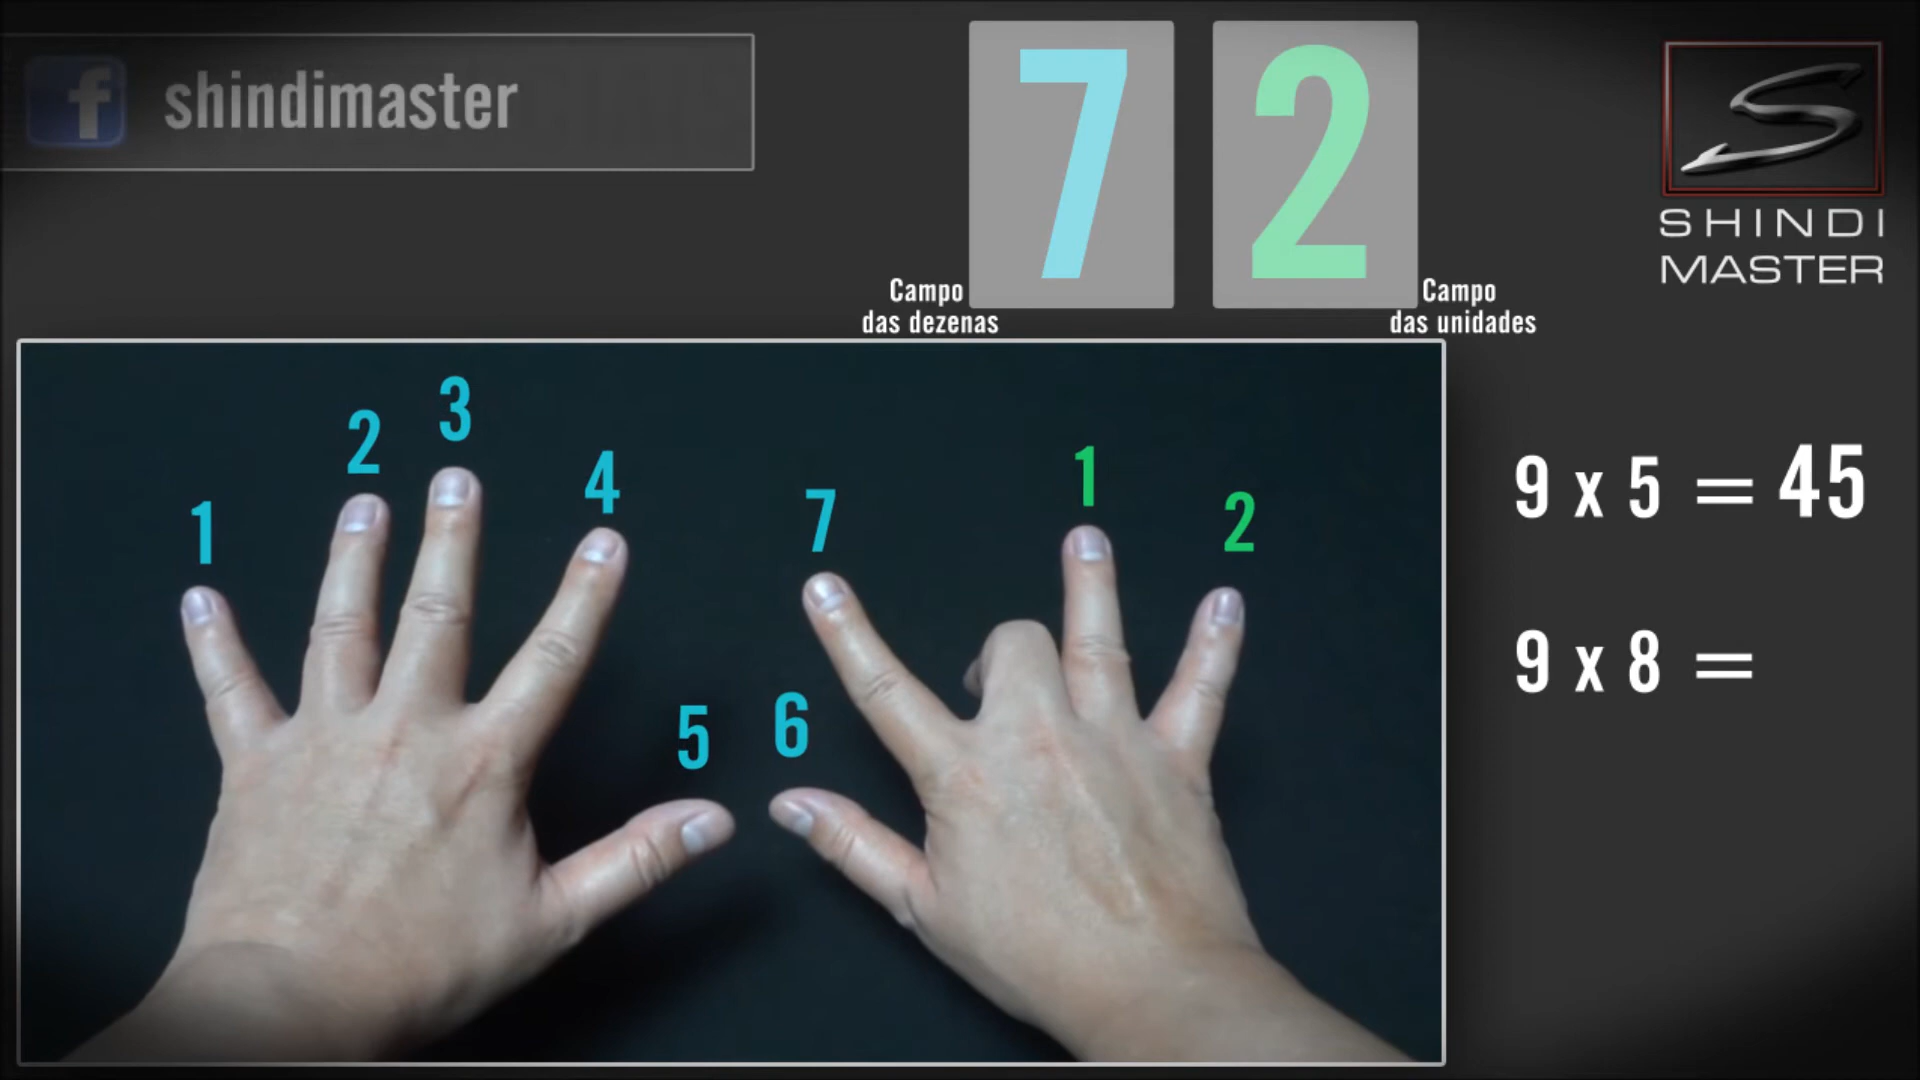 f shindimaster
7 2
Campo
das dezenas
Campo
das unidades
SHINDI
MASTER
1
2
3
4
5
6
7
1
2
9 x 5 = 45
9 x 8 =